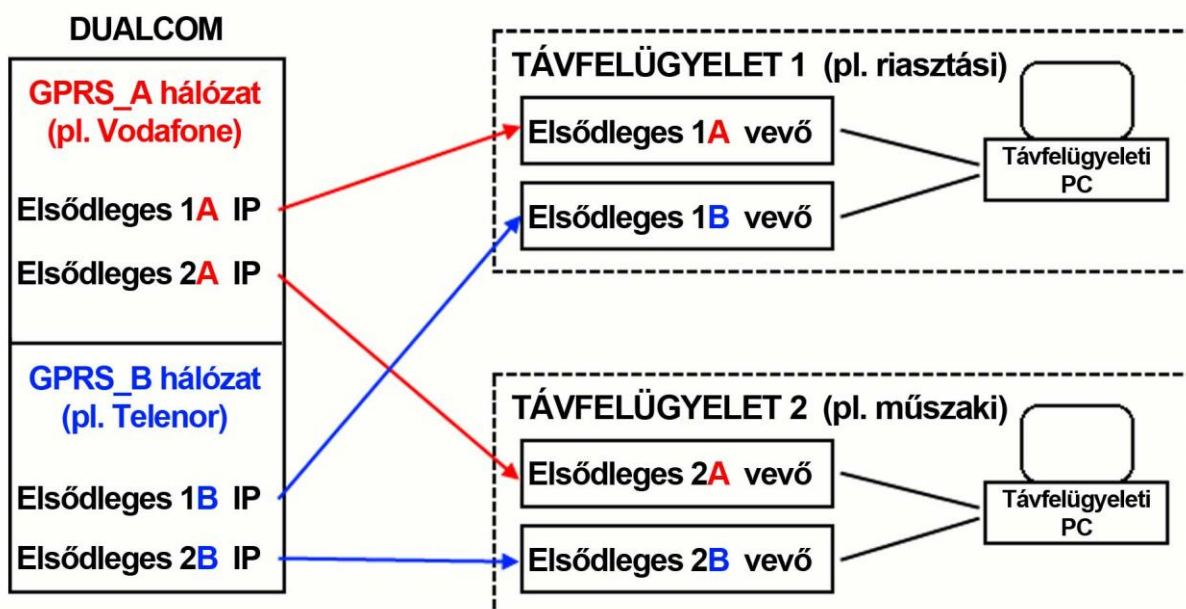 DUALCOM
GPRS_A hálózat
(pl. Vodafone)
Elsődleges 1A IP
Elsődleges 2A IP
GPRS_B hálózat
(pl. Telenor)
Elsődleges 1B IP
Elsődleges 2B IP
TÁVFELÜGYELET 1 (pl. riasztási)
Elsődleges 1A vevő
Elsődleges 1B vevő
Távfelügyeleti
PC
TÁVFELÜGYELET 2 (pl. műszaki)
Elsődleges 2A vevő
Elsődleges 2B vevő
Távfelügyeleti
PC